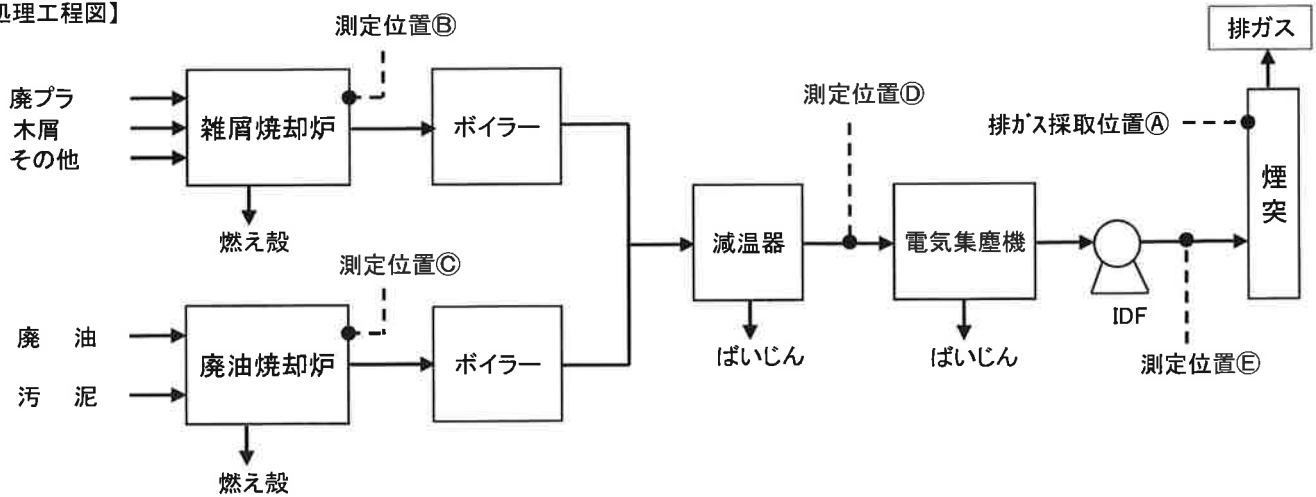 処理工程図】
排ガス
測定位置Ⓑ
廃プラ
木屑
その他
雑屑焼却炉
ボイラー
測定位置Ⓓ
排ｶﾞｽ採取位置Ⓐ
煙突
燃え殻
減温器
電気集塵機
測定位置Ⓒ
IDF
廃　油
汚　泥
廃油焼却炉
ボイラー
ばいじん
ばいじん
測定位置Ⓔ
燃え殻